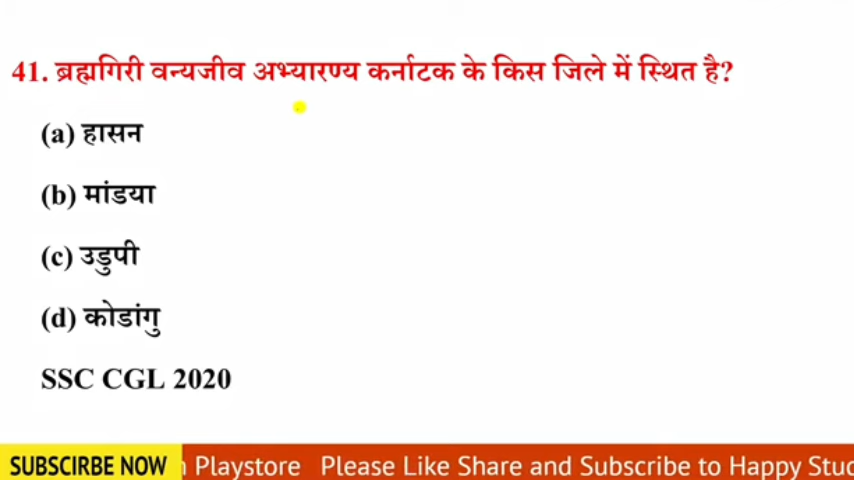 41. ब्रह्मगिरी वन्यजीव अभ्यारण्य कर्नाटक के किस जिले में स्थित है?
(a) हासन
(b) मांडया
(c) उडुपी
(d) कोडांगु
SSC CGL 2020
SUBSCIRBE NOW n Playstore Please Like Share and Subscribe to Happy Stud